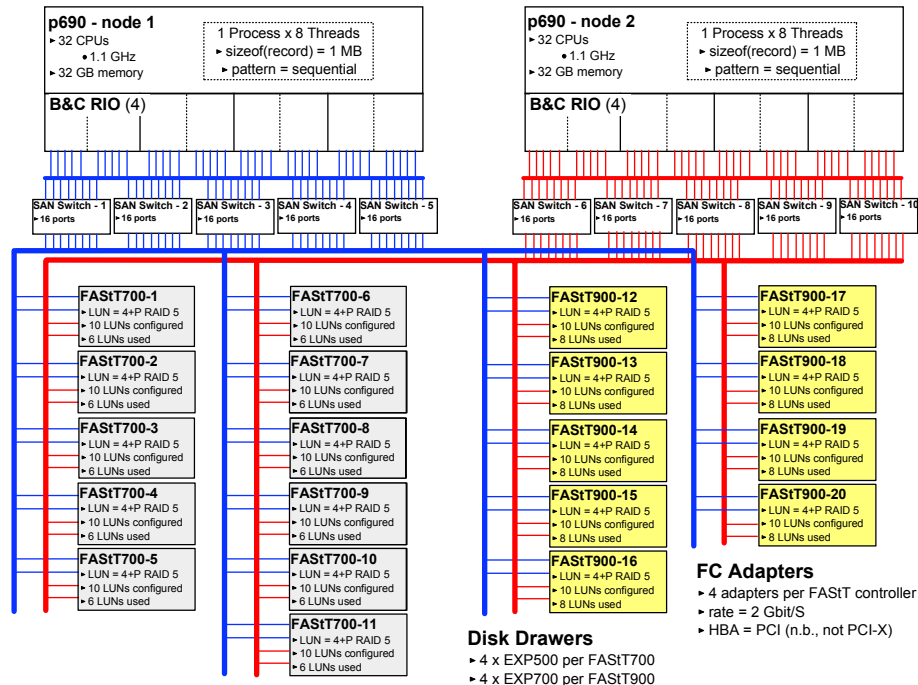 p690 - node 1
▸ 32 CPUs
• 1.1 GHz
▸ 32 GB memory
1 Process x 8 Threads
▸ sizeof(record) = 1 MB
▸ pattern = sequential
B&C RIO (4)
p690 - node 2
▸ 32 CPUs
• 1.1 GHz
▸ 32 GB memory
1 Process x 8 Threads
▸ sizeof(record) = 1 MB
▸ pattern = sequential
B&C RIO (4)
SAN Switch - 1
▸ 16 ports
SAN Switch - 2
▸ 16 ports
SAN Switch - 3
▸ 16 ports
SAN Switch - 4
▸ 16 ports
SAN Switch - 5
▸ 16 ports
SAN Switch - 6
▸ 16 ports
SAN Switch - 7
▸ 16 ports
SAN Switch - 8
▸ 16 ports
SAN Switch - 9
▸ 16 ports
SAN Switch - 10
▸ 16 ports
FAStT700-1
▸ LUN = 4+P RAID 5
▸ 10 LUNs configured
▸ 6 LUNs used
FAStT700-2
▸ LUN = 4+P RAID 5
▸ 10 LUNs configured
▸ 6 LUNs used
FAStT700-3
▸ LUN = 4+P RAID 5
▸ 10 LUNs configured
▸ 6 LUNs used
FAStT700-4
▸ LUN = 4+P RAID 5
▸ 10 LUNs configured
▸ 6 LUNs used
FAStT700-5
▸ LUN = 4+P RAID 5
▸ 10 LUNs configured
▸ 6 LUNs used
FAStT700-6
▸ LUN = 4+P RAID 5
▸ 10 LUNs configured
▸ 6 LUNs used
FAStT700-7
▸ LUN = 4+P RAID 5
▸ 10 LUNs configured
▸ 6 LUNs used
FAStT700-8
▸ LUN = 4+P RAID 5
▸ 10 LUNs configured
▸ 6 LUNs used
FAStT700-9
▸ LUN = 4+P RAID 5
▸ 10 LUNs configured
▸ 6 LUNs used
FAStT700-10
▸ LUN = 4+P RAID 5
▸ 10 LUNs configured
▸ 6 LUNs used
FAStT700-11
▸ LUN = 4+P RAID 5
▸ 10 LUNs configured
▸ 6 LUNs used
FAStT900-12
▸ LUN = 4+P RAID 5
▸ 10 LUNs configured
▸ 8 LUNs used
FAStT900-13
▸ LUN = 4+P RAID 5
▸ 10 LUNs configured
▸ 8 LUNs used
FAStT900-14
▸ LUN = 4+P RAID 5
▸ 10 LUNs configured
▸ 8 LUNs used
FAStT900-15
▸ LUN = 4+P RAID 5
▸ 10 LUNs configured
▸ 8 LUNs used
FAStT900-16
▸ LUN = 4+P RAID 5
▸ 10 LUNs configured
▸ 8 LUNs used
FAStT900-17
▸ LUN = 4+P RAID 5
▸ 10 LUNs configured
▸ 8 LUNs used
FAStT900-18
▸ LUN = 4+P RAID 5
▸ 10 LUNs configured
▸ 8 LUNs used
FAStT900-19
▸ LUN = 4+P RAID 5
▸ 10 LUNs configured
▸ 8 LUNs used
FAStT900-20
▸ LUN = 4+P RAID 5
▸ 10 LUNs configured
▸ 8 LUNs used
Disk Drawers
▸ 4 x EXP500 per FAStT700
▸ 4 x EXP700 per FAStT900
FC Adapters
▸ 4 adapters per FAStT controller
▸ rate = 2 Gbit/S
▸ HBA = PCI (n.b., not PCI-X)